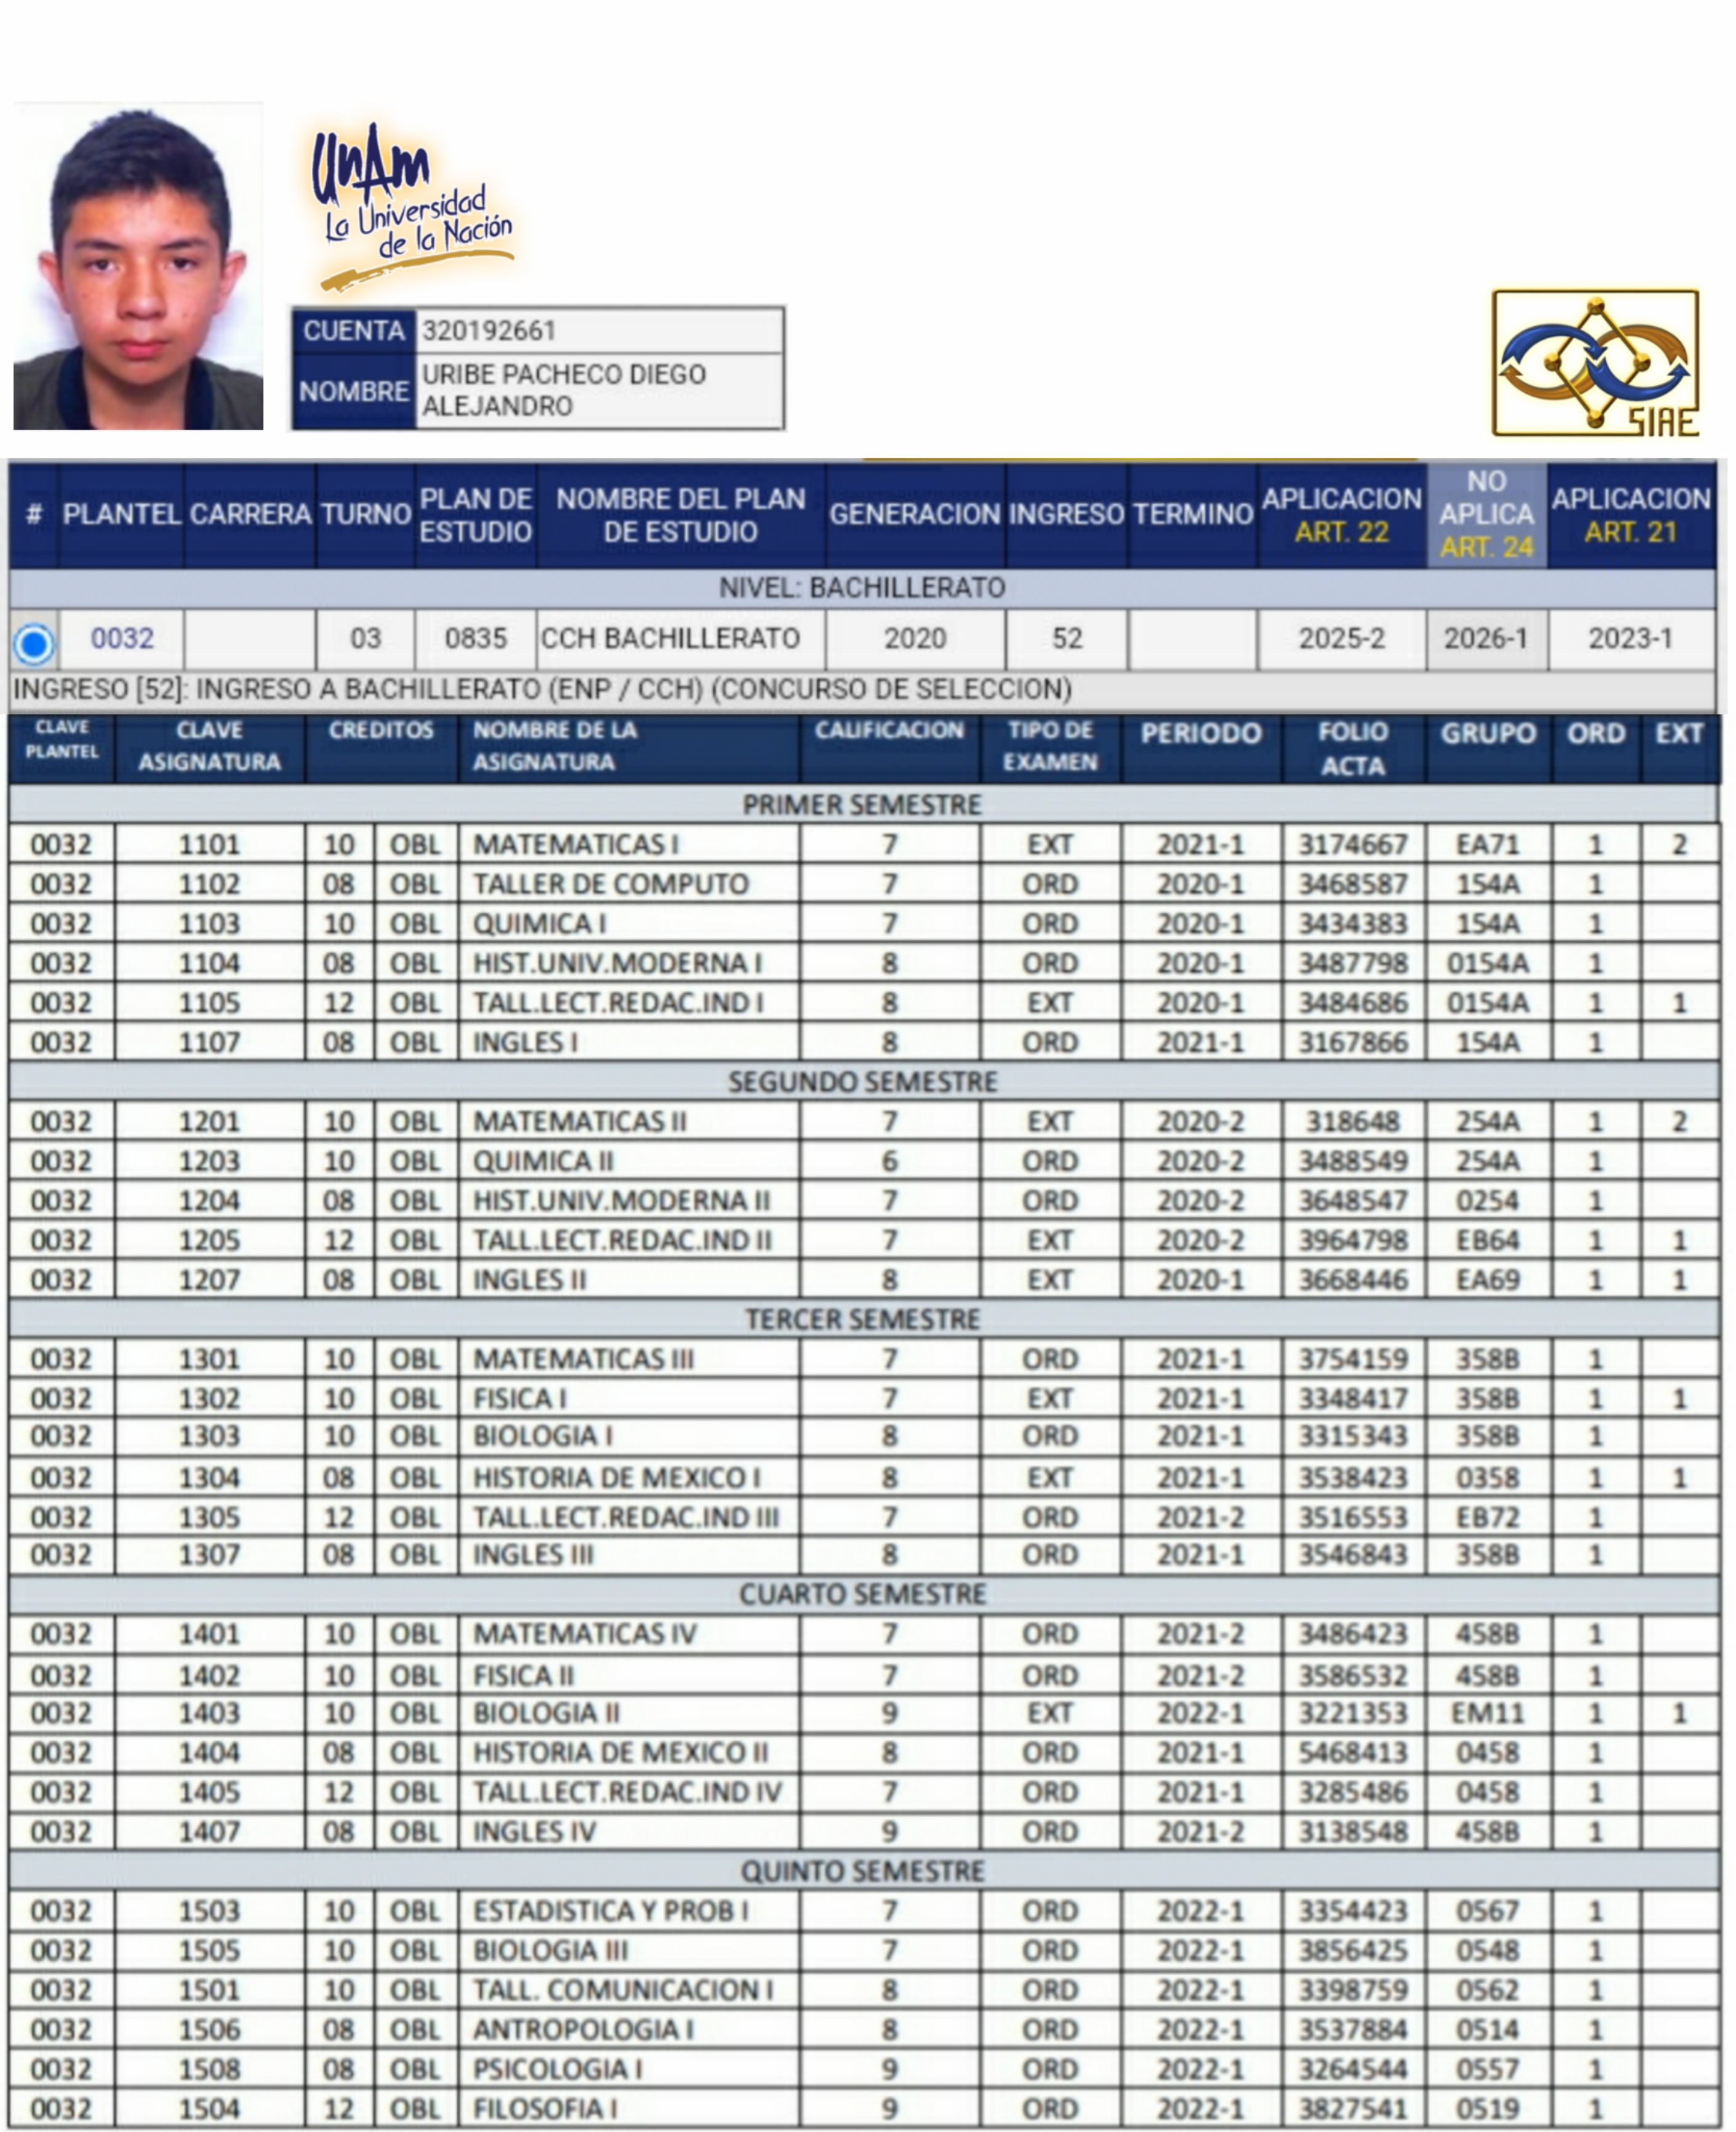 UnAm
La Universidad
de la Nación
CUENTA 320192661
NOMBRE URIBE PACHECO DIEGO
ALEJANDRO
SIAE
# PLANTEL CARRERA TURNO PLAN DE ESTUDIO NOMBRE DEL PLAN DE ESTUDIO GENERACION INGRESO TERMINO APLICACION ART. 22 NO APLICA ART. 24 APLICACION ART. 21
NIVEL: BACHILLERATO
0032 03 0835 CCH BACHILLERATO 2020 52 2025-2 2026-1 2023-1
INGRESO [52]: INGRESO A BACHILLERATO (ENP / CCH) (CONCURSO DE SELECCION)
CLAVE PLANTEL CLAVE ASIGNATURA CREDITOS NOMBRE DE LA ASIGNATURA CALIFICACION TIPO DE EXAMEN PERIODO FOLIO ACTA GRUPO ORD EXT
PRIMER SEMESTRE
0032 1101 10 OBL MATEMATICAS I 7 EXT 2021-1 3174667 EA71 1 2
0032 1102 08 OBL TALLER DE COMPUTO 7 ORD 2020-1 3468587 154A 1
0032 1103 10 OBL QUIMICA I 7 ORD 2020-1 3434383 154A 1
0032 1104 08 OBL HIST.UNIV.MODERNA I 8 ORD 2020-1 3487798 0154A 1
0032 1105 12 OBL TALL.LECT.REDAC.IND I 8 EXT 2020-1 3484686 0154A 1 1
0032 1107 08 OBL INGLES I 8 ORD 2021-1 3167866 154A 1
SEGUNDO SEMESTRE
0032 1201 10 OBL MATEMATICAS II 7 EXT 2020-2 318648 254A 1 2
0032 1203 10 OBL QUIMICA II 6 ORD 2020-2 3488549 254A 1
0032 1204 08 OBL HIST.UNIV.MODERNA II 7 ORD 2020-2 3648547 0254 1
0032 1205 12 OBL TALL.LECT.REDAC.IND II 7 EXT 2020-2 3964798 EB64 1 1
0032 1207 08 OBL INGLES II 8 EXT 2020-1 3668446 EA69 1 1
TERCER SEMESTRE
0032 1301 10 OBL MATEMATICAS III 7 ORD 2021-1 3754159 358B 1
0032 1302 10 OBL FISICA I 7 EXT 2021-1 3348417 358B 1 1
0032 1303 10 OBL BIOLOGIA I 8 ORD 2021-1 3315343 358B 1
0032 1304 08 OBL HISTORIA DE MEXICO I 8 EXT 2021-1 3538423 0358 1 1
0032 1305 12 OBL TALL.LECT.REDAC.IND III 7 ORD 2021-2 3516553 EB72 1
0032 1307 08 OBL INGLES III 8 ORD 2021-1 3546843 358B 1
CUARTO SEMESTRE
0032 1401 10 OBL MATEMATICAS IV 7 ORD 2021-2 3486423 458B 1
0032 1402 10 OBL FISICA II 7 ORD 2021-2 3586532 458B 1
0032 1403 10 OBL BIOLOGIA II 9 EXT 2022-1 3221353 EM11 1 1
0032 1404 08 OBL HISTORIA DE MEXICO II 8 ORD 2021-1 5468413 0458 1
0032 1405 12 OBL TALL.LECT.REDAC.IND IV 7 ORD 2021-1 3285486 0458 1
0032 1407 08 OBL INGLES IV 9 ORD 2021-2 3138548 458B 1
QUINTO SEMESTRE
0032 1503 10 OBL ESTADISTICA Y PROB I 7 ORD 2022-1 3354423 0567 1
0032 1505 10 OBL BIOLOGIA III 7 ORD 2022-1 3856425 0548 1
0032 1501 10 OBL TALL. COMUNICACION I 8 ORD 2022-1 3398759 0562 1
0032 1506 08 OBL ANTROPOLOGIA I 8 ORD 2022-1 3537884 0514 1
0032 1508 08 OBL PSICOLOGIA I 9 ORD 2022-1 3264544 0557 1
0032 1504 12 OBL FILOSOFIA I 9 ORD 2022-1 3827541 0519 1